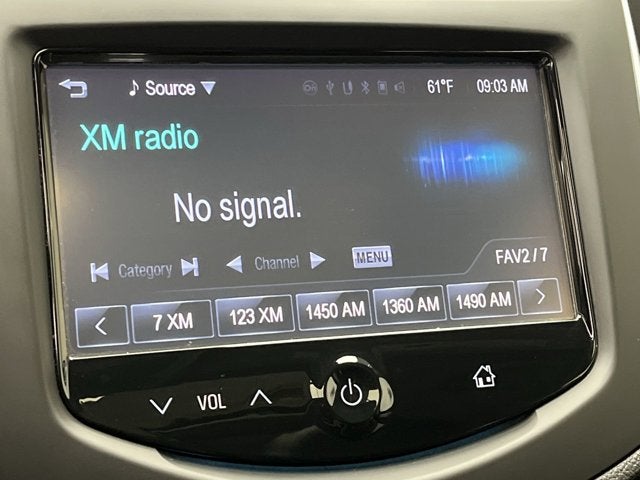 Source 61°F 09:03 AM
XM radio
No signal.
Category Channel MENU FAV2 / 7
7 XM 123 XM 1450 AM 1360 AM 1490 AM
VOL